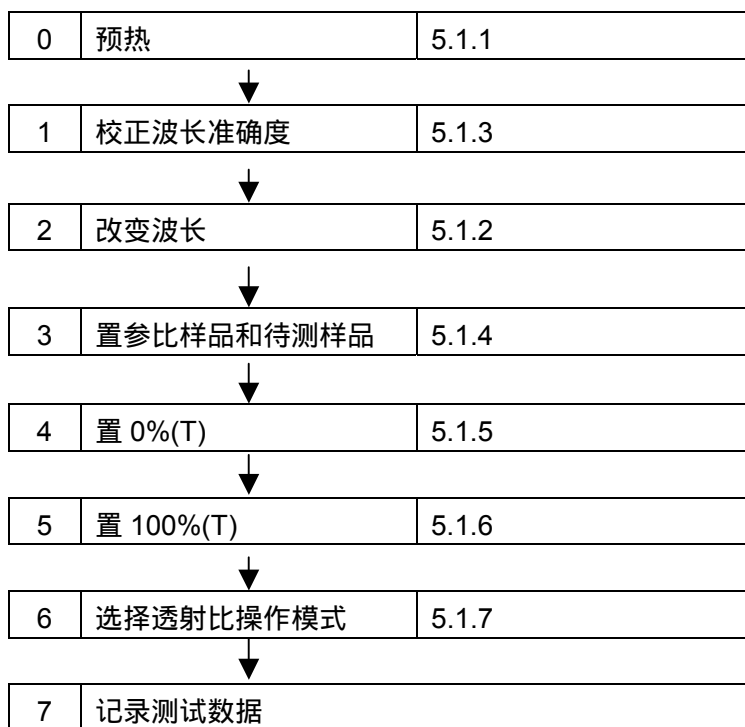 0 预热 5.1.1
1 校正波长准确度 5.1.3
2 改变波长 5.1.2
3 置参比样品和待测样品 5.1.4
4 置 0%(T) 5.1.5
5 置 100%(T) 5.1.6
6 选择透射比操作模式 5.1.7
7 记录测试数据